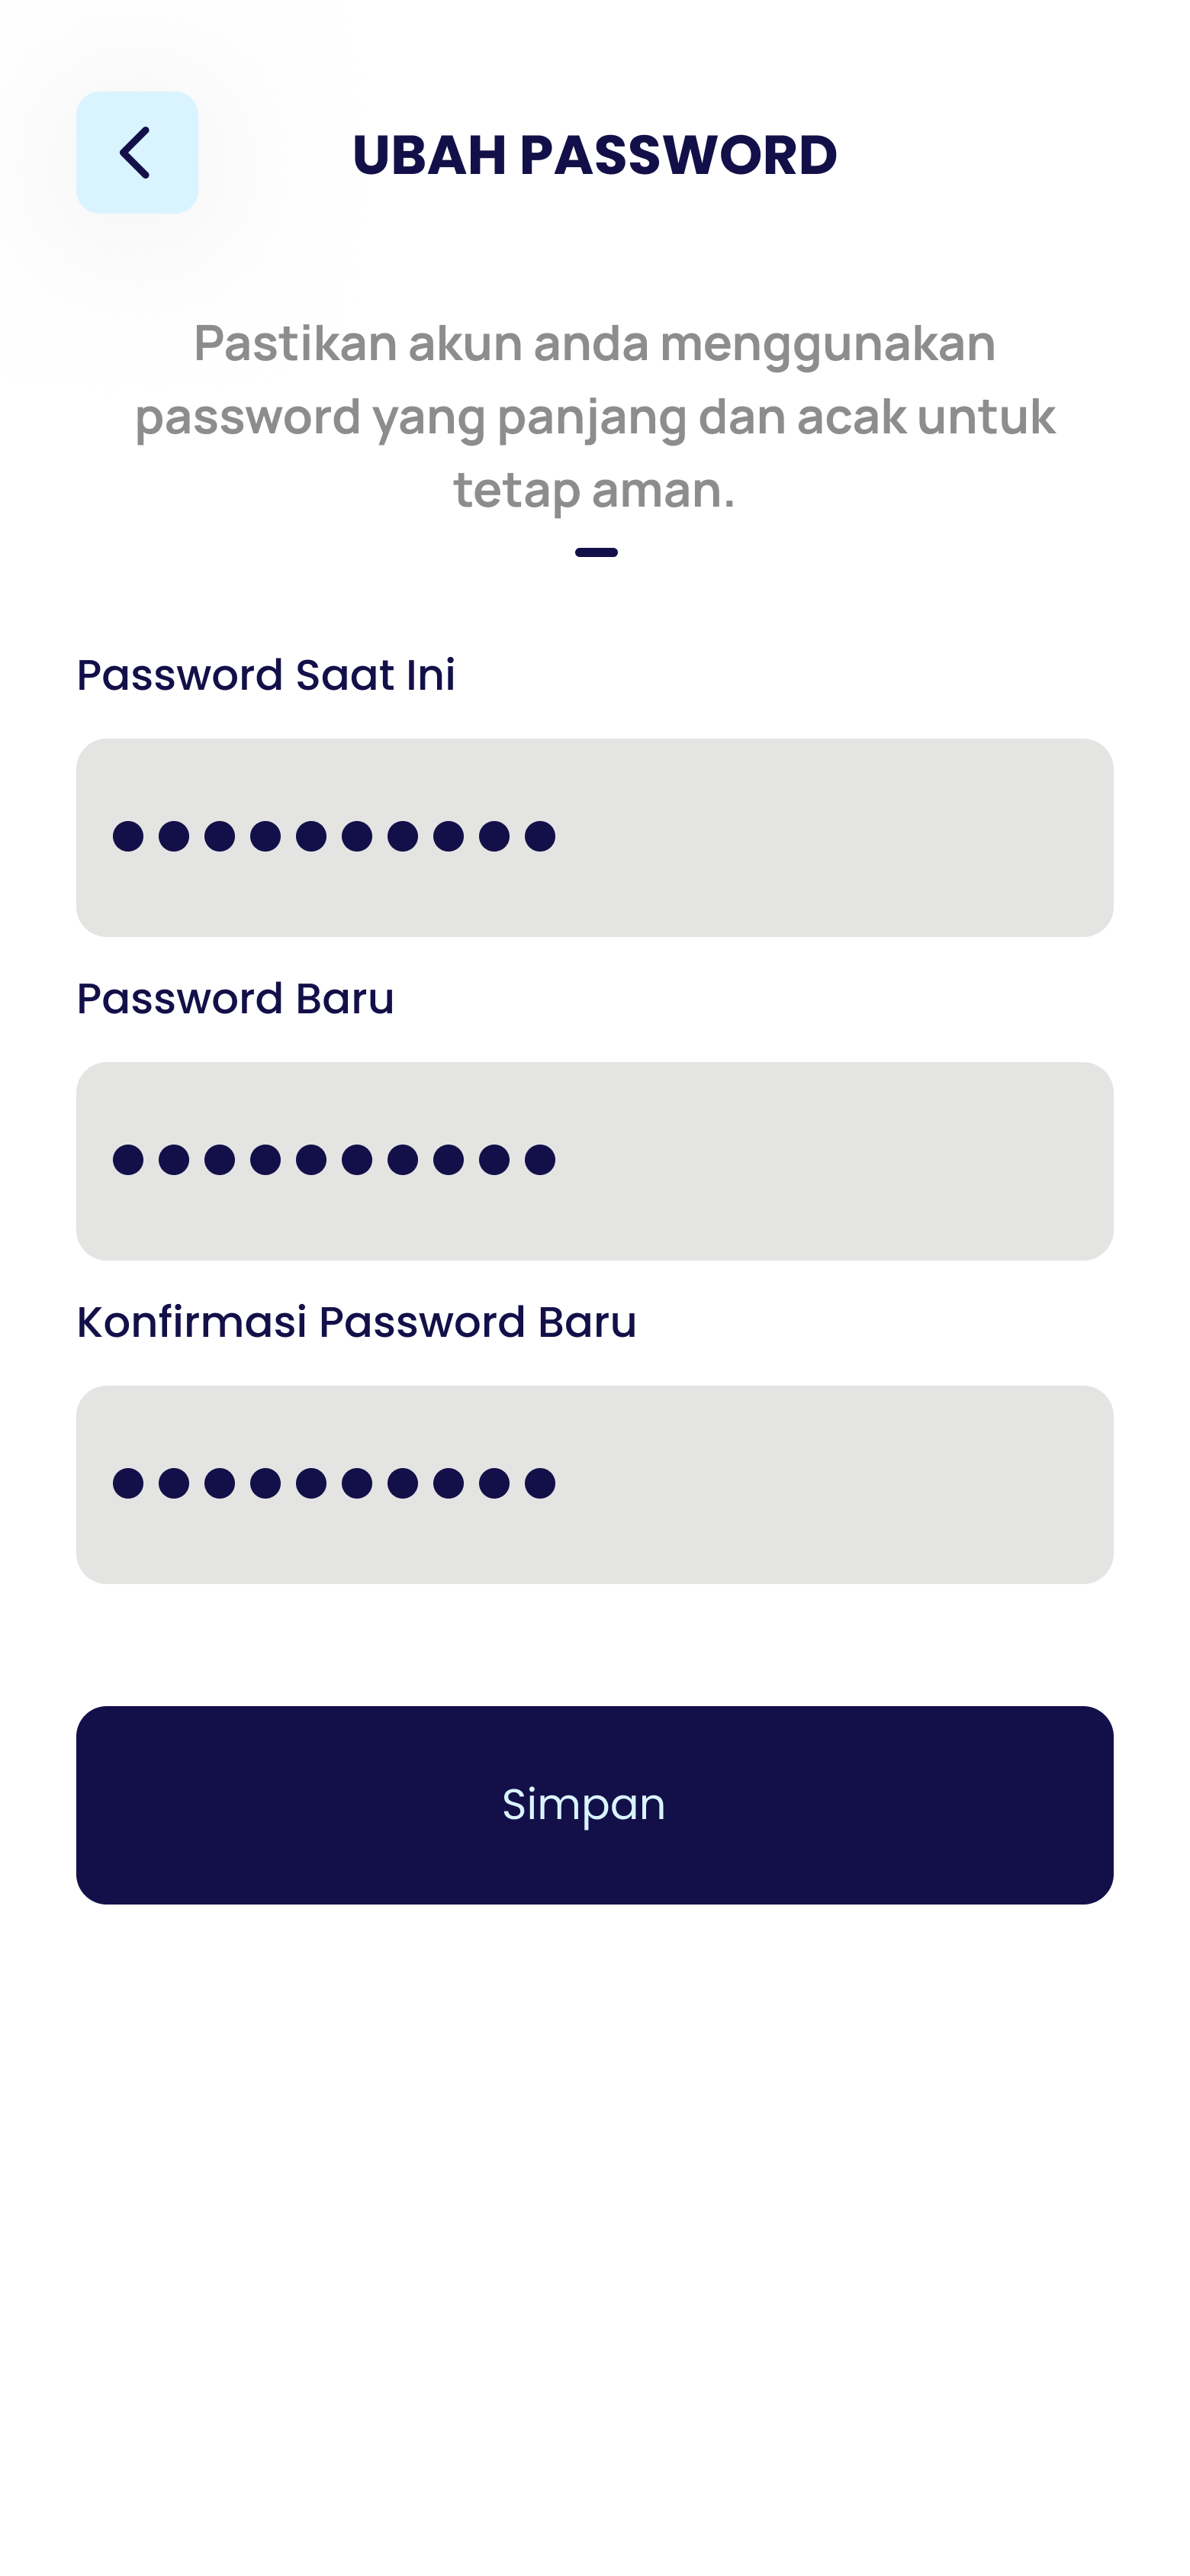 UBAH PASSWORD
Pastikan akun anda menggunakan
password yang panjang dan acak untuk
tetap aman.
Password Saat Ini
Password Baru
Konfirmasi Password Baru
Simpan